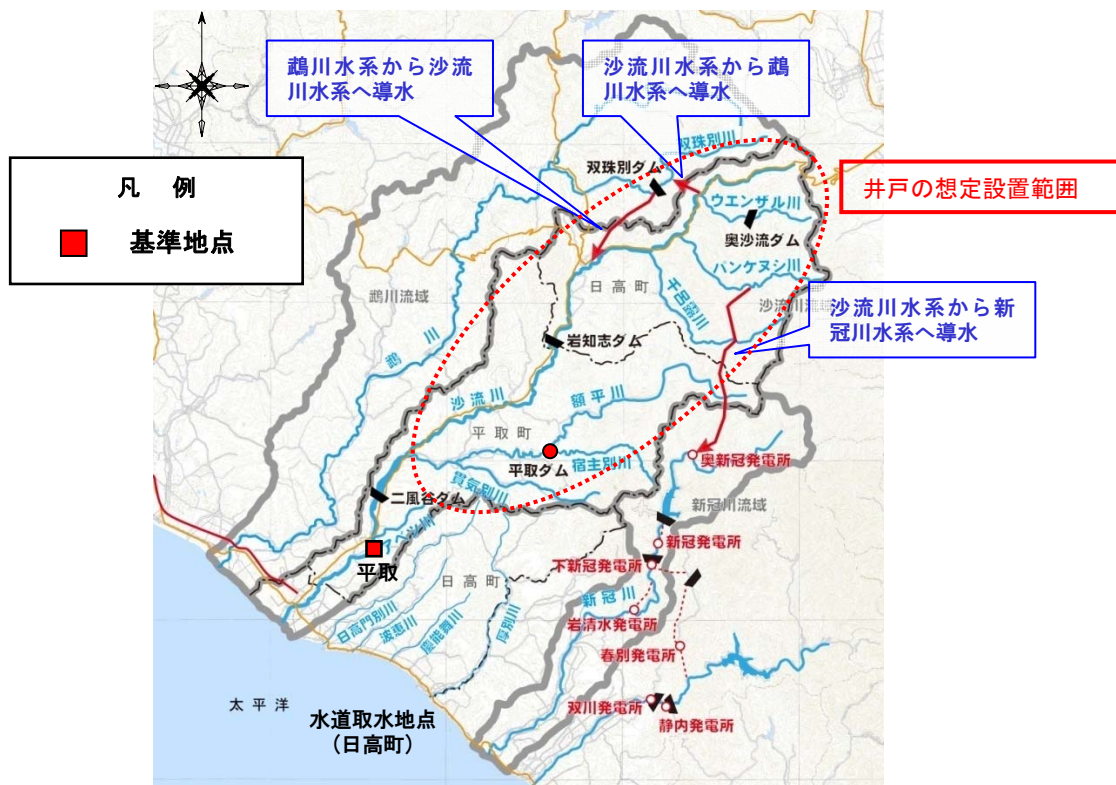 鵡川水系から沙流
川水系へ導水
沙流川水系から鵡
川水系へ導水
凡 例
基準地点
井戸の想定設置範囲
双珠別川
双珠別ダム
ウエンザル川
奥沙流ダム
パンケヌシ川
日高町
千呂露川
沙流川流域
沙流川水系から新
冠川水系へ導水
鵡川流域
鵡川
岩知志ダム
沙流川
額平川
平取町
平取ダム
宿主別川
奥新冠発電所
貫気別川
二風谷ダム
新冠川流域
新冠発電所
平取
下新冠発電所
日高町
新冠川
日高門別川
波恵川
慶能舞川
岩清水発電所
春別発電所
太平洋
水道取水地点
(日高町)
双川発電所
静内発電所